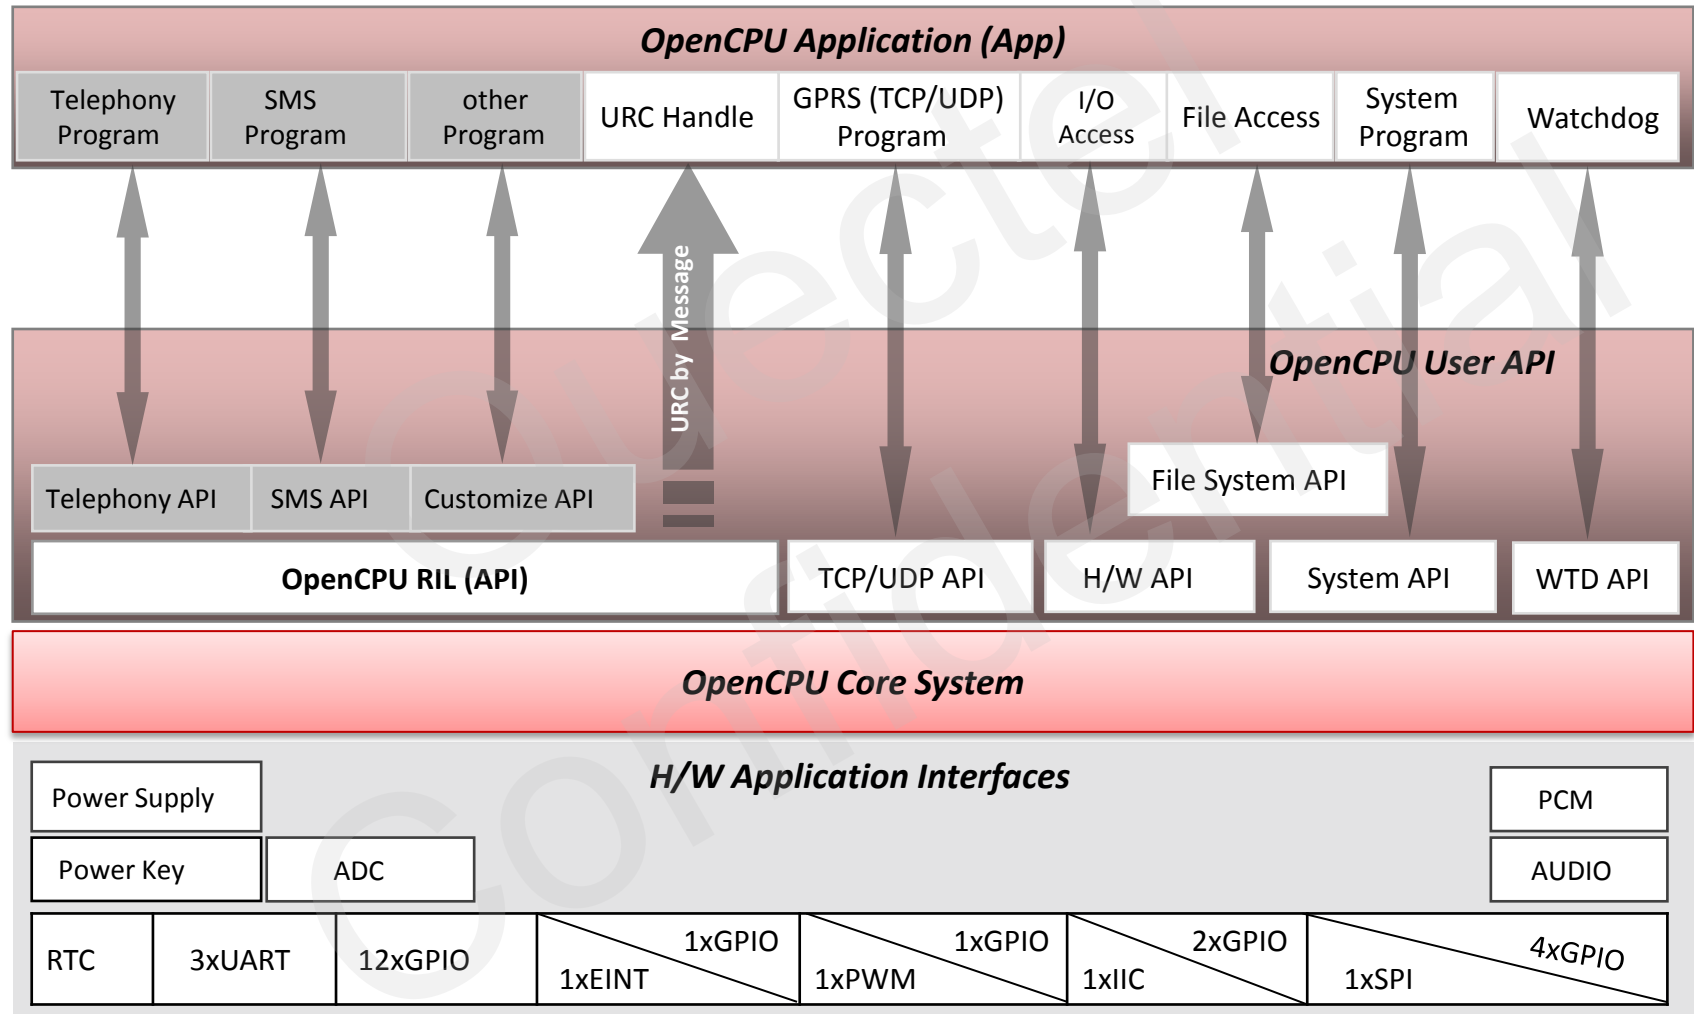 OpenCPU Application (App)
Telephony
Program
SMS
Program
other
Program
URC Handle
GPRS (TCP/UDP)
Program
I/O
Access
File Access
System
Program
Watchdog
URC by Message
OpenCPU User API
File System API
Telephony API
SMS API
Customize API
OpenCPU RIL (API)
TCP/UDP API
H/W API
System API
WTD API
OpenCPU Core System
H/W Application Interfaces
Power Supply
PCM
Power Key
ADC
AUDIO
RTC
3xUART
12xGPIO
1xGPIO
1xEINT
1xGPIO
1xPWM
2xGPIO
1xIIC
4xGPIO
1xSPI
Quectel
Confidential